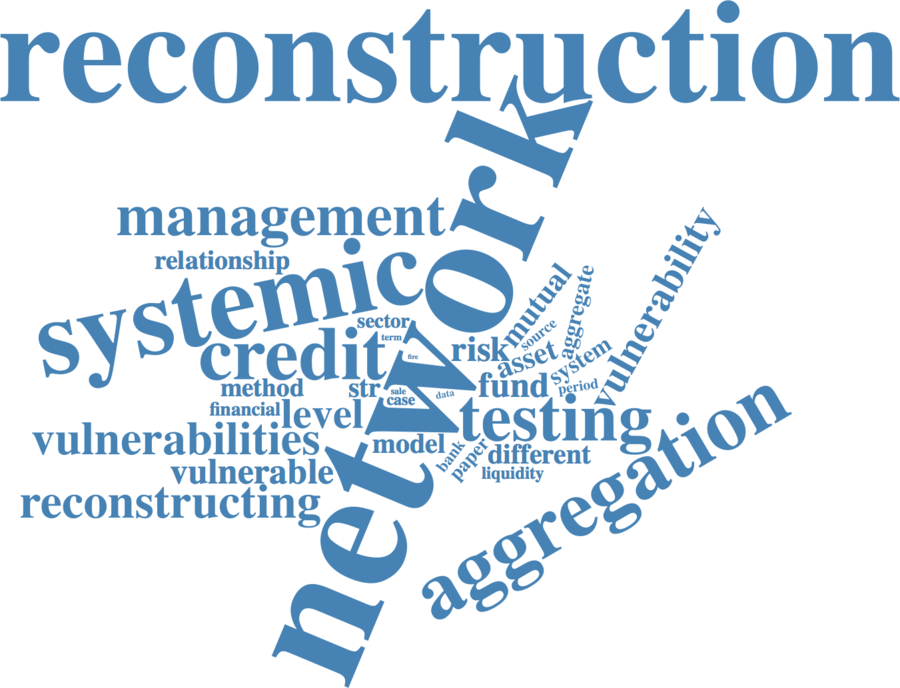 reconstruction
network
management
relationship
systemic
mutual
aggregate
vulnerability
source
sector
term
credit
fire
risk
asset
system
method
str
sale
case
data
fund
period
financial
level
testing
vulnerabilities
model
bank
paper
different
vulnerable
liquidity
reconstructing
aggregation